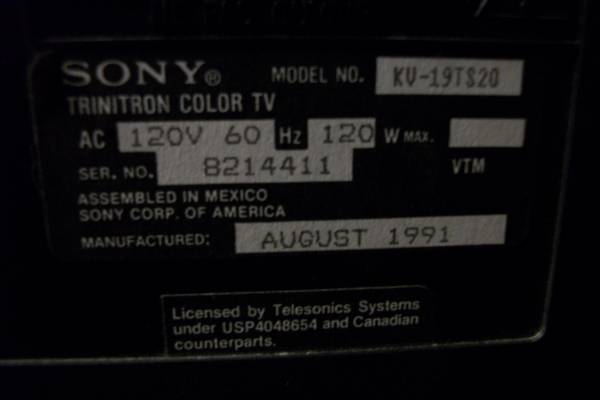 SONY® MODEL NO. KV-19TS20
TRINITRON COLOR TV
AC 120V 60 Hz 120 W MAX.
SER. NO. 8214411 VTM
ASSEMBLED IN MEXICO
SONY CORP. OF AMERICA
MANUFACTURED: AUGUST 1991
Licensed by Telesonics Systems
under USP4048654 and Canadian
counterparts.